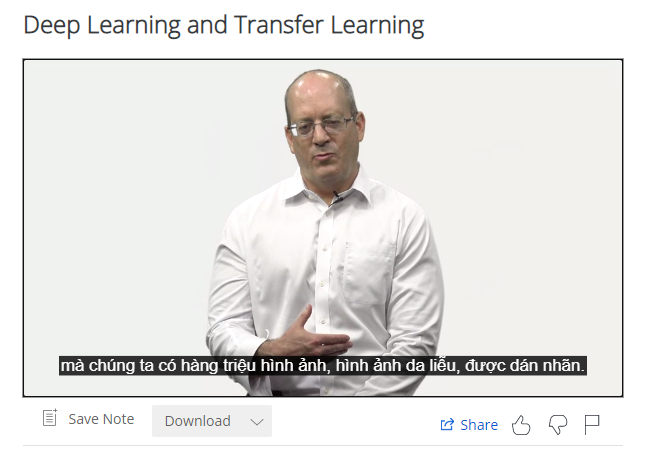 Deep Learning and Transfer Learning
mà chúng ta có hàng triệu hình ảnh, hình ảnh da liễu, được dán nhãn.
Save Note
Download
Share